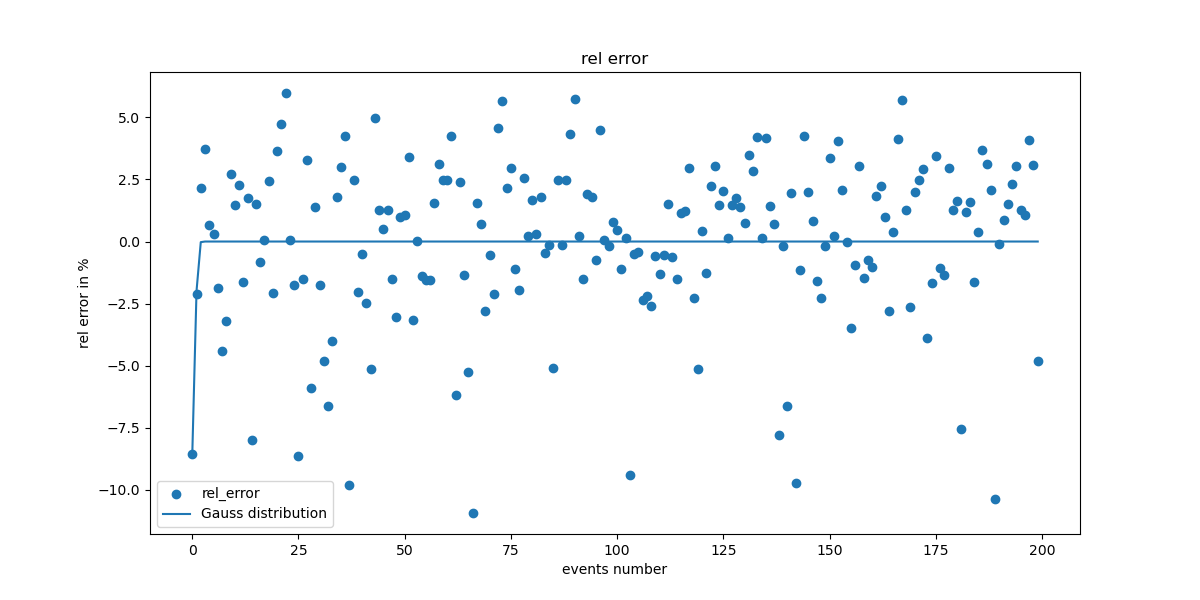 rel error
5.0
2.5
0.0
−2.5
−5.0
−7.5
−10.0
rel error in %
rel_error
Gauss distribution
0 25 50 75 100 125 150 175 200
events number